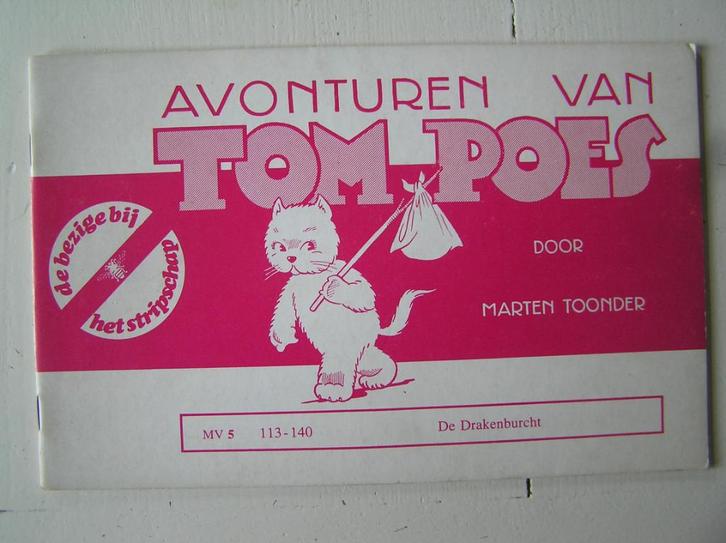 AVONTUREN VAN
TOM POES
de bezige bij
het stripschap
DOOR
MARTEN TOONDER
MV 5 113-140 De Drakenburcht